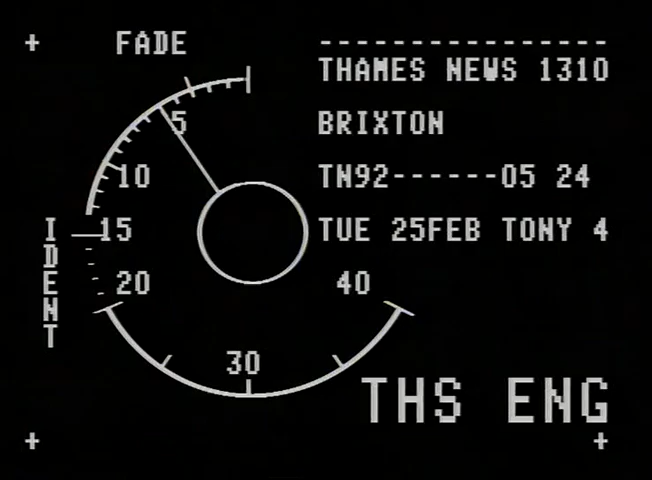 FADE
----------------
THAMES NEWS 1310
5
BRIXTON
10
TN92------05 24
IDENT
15
TUE 25FEB TONY 4
20
40
30
THS ENG